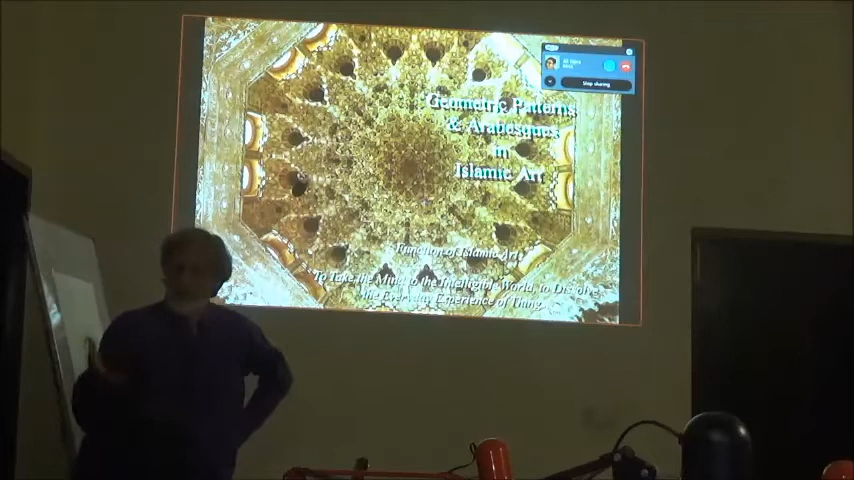 Geometric Patterns
& Arabesques
in
Islamic Art
Function of Islamic Art
To Take the Mind to the Intelligible World, to Dissolve
the Everyday Experience of Things
Stop sharing